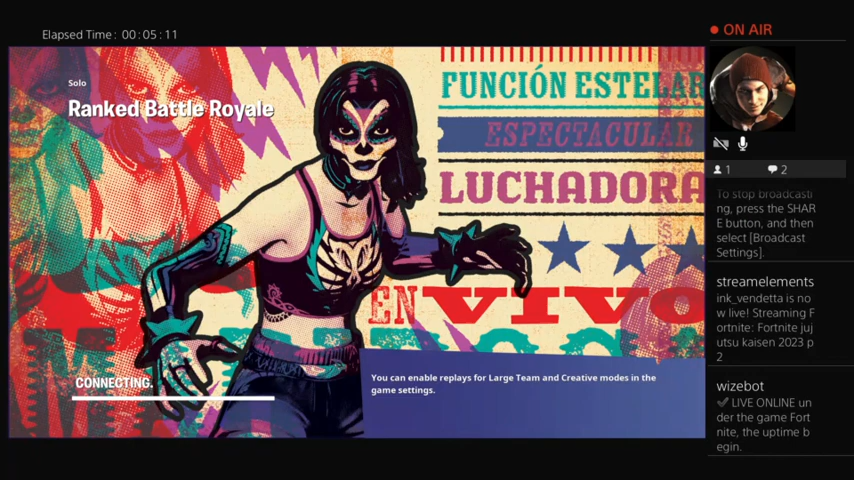 Elapsed Time: 00:05:11
ON AIR
Solo
Ranked Battle Royale
FUNCIÓN ESTELAR
ESPECTACULAR
LUCHADORA
EN VIVO
CONNECTING.
You can enable replays for Large Team and Creative modes in the
game settings.
1 2
To stop broadcasti
ng, press the SHAR
E button, and then
select [Broadcast
Settings].
streamelements
ink_vendetta is no
w live! Streaming F
ortnite: Fortnite juj
utsu kaisen 2023 p
2
wizebot
✓ LIVE ONLINE un
der the game Fort
nite, the uptime b
egin.